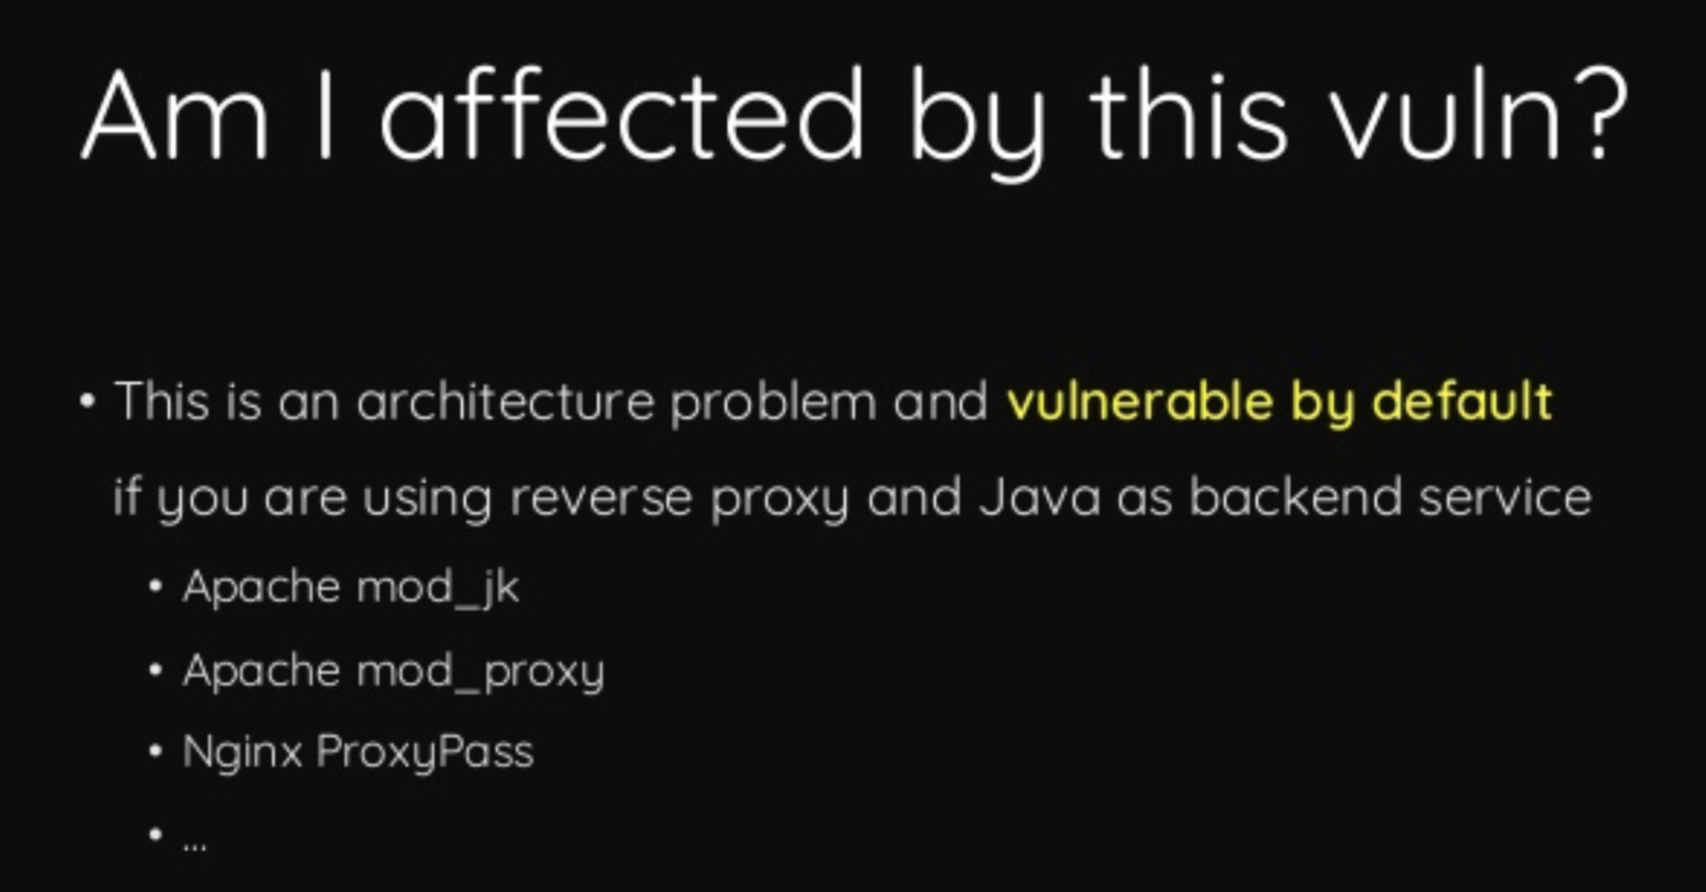 Am I affected by this vuln?
• This is an architecture problem and vulnerable by default
if you are using reverse proxy and Java as backend service
• Apache mod_jk
• Apache mod_proxy
• Nginx ProxyPass
• ...